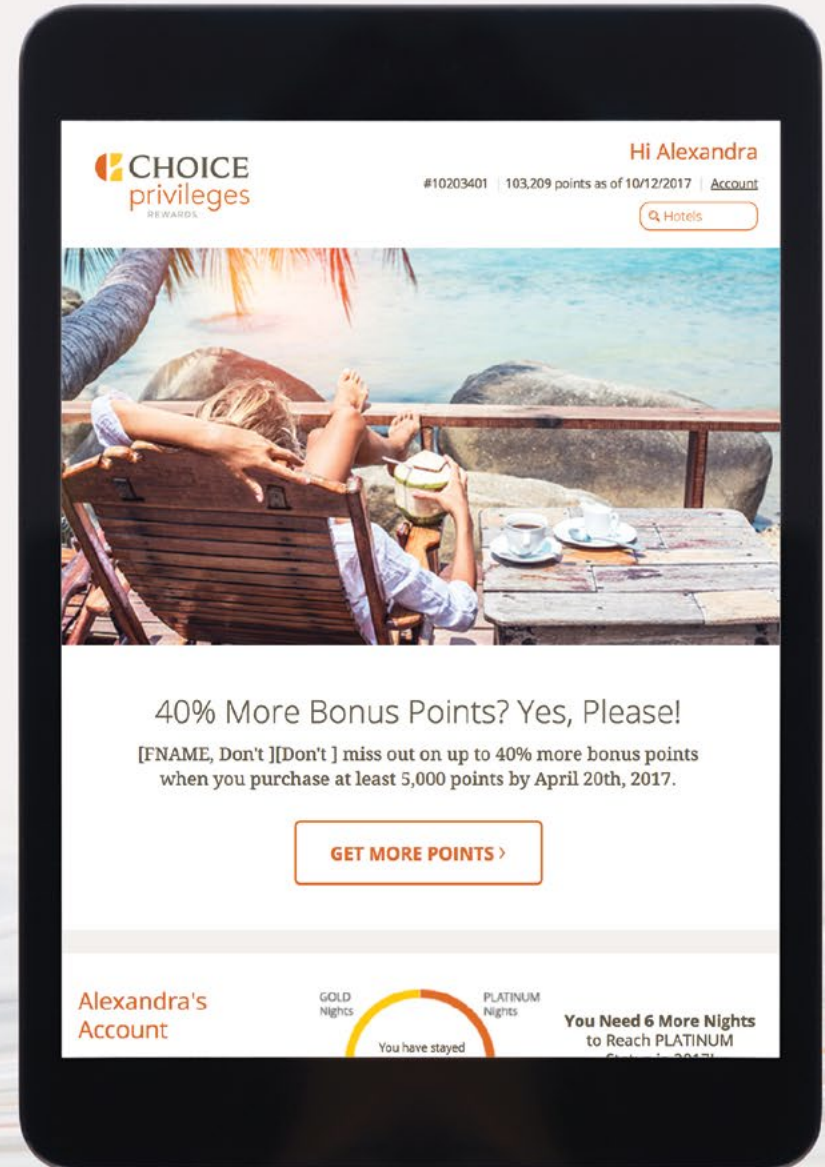 CHOICE
privileges
REWARDS
Hi Alexandra
#10203401 | 103,209 points as of 10/12/2017 | Account
Hotels
40% More Bonus Points? Yes, Please!
[FNAME, Don't ][Don't ] miss out on up to 40% more bonus points
when you purchase at least 5,000 points by April 20th, 2017.
GET MORE POINTS >
Alexandra's
Account
GOLD
Nights
PLATINUM
Nights
You have stayed
You Need 6 More Nights
to Reach PLATINUM